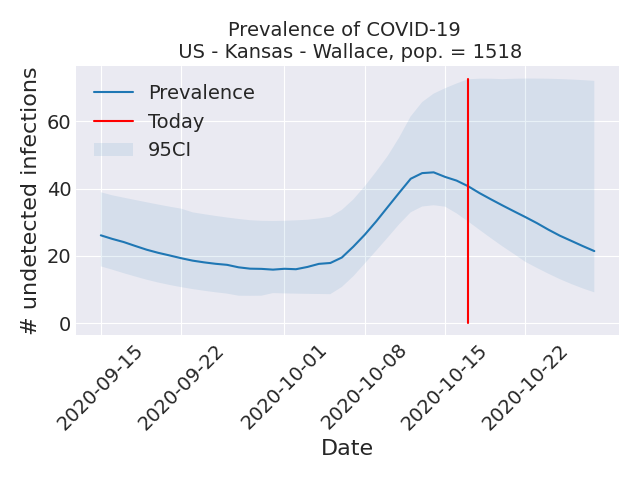 Prevalence of COVID-19
US - Kansas - Wallace, pop. = 1518
# undetected infections
60
40
20
0
Prevalence
Today
95CI
2020-09-15
2020-09-22
2020-10-01
2020-10-08
2020-10-15
2020-10-22
Date